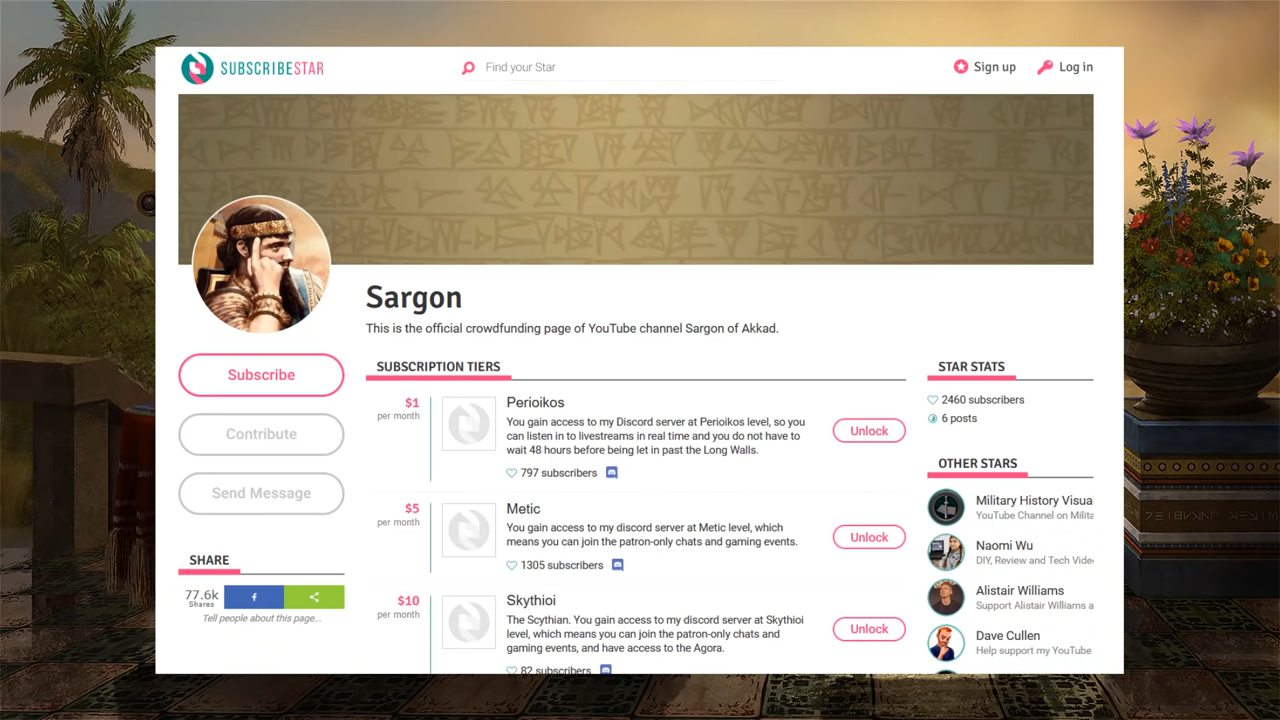 SUBSCRIBESTAR
Find your Star
Sign up
Log in
Sargon
This is the official crowdfunding page of YouTube channel Sargon of Akkad.
Subscribe
Contribute
Send Message
SHARE
77.6k
Shares
Tell people about this page...
SUBSCRIPTION TIERS
$1
per month
Perioikos
You gain access to my Discord server at Perioikos level, so you
can listen in to livestreams in real time and you do not have to
wait 48 hours before being let in past the Long Walls.
797 subscribers
Unlock
$5
per month
Metic
You gain access to my discord server at Metic level, which
means you can join the patron-only chats and gaming events.
1305 subscribers
Unlock
$10
per month
Skythioi
The Scythian. You gain access to my discord server at Skythioi
level, which means you can join the patron-only chats and
gaming events, and have access to the Agora.
82 subscribers
Unlock
STAR STATS
2460 subscribers
6 posts
OTHER STARS
Military History Visua
YouTube Channel on Milita
Naomi Wu
DIY, Review and Tech Vide
Alistair Williams
Support Alistair Williams a
Dave Cullen
Help support my YouTube